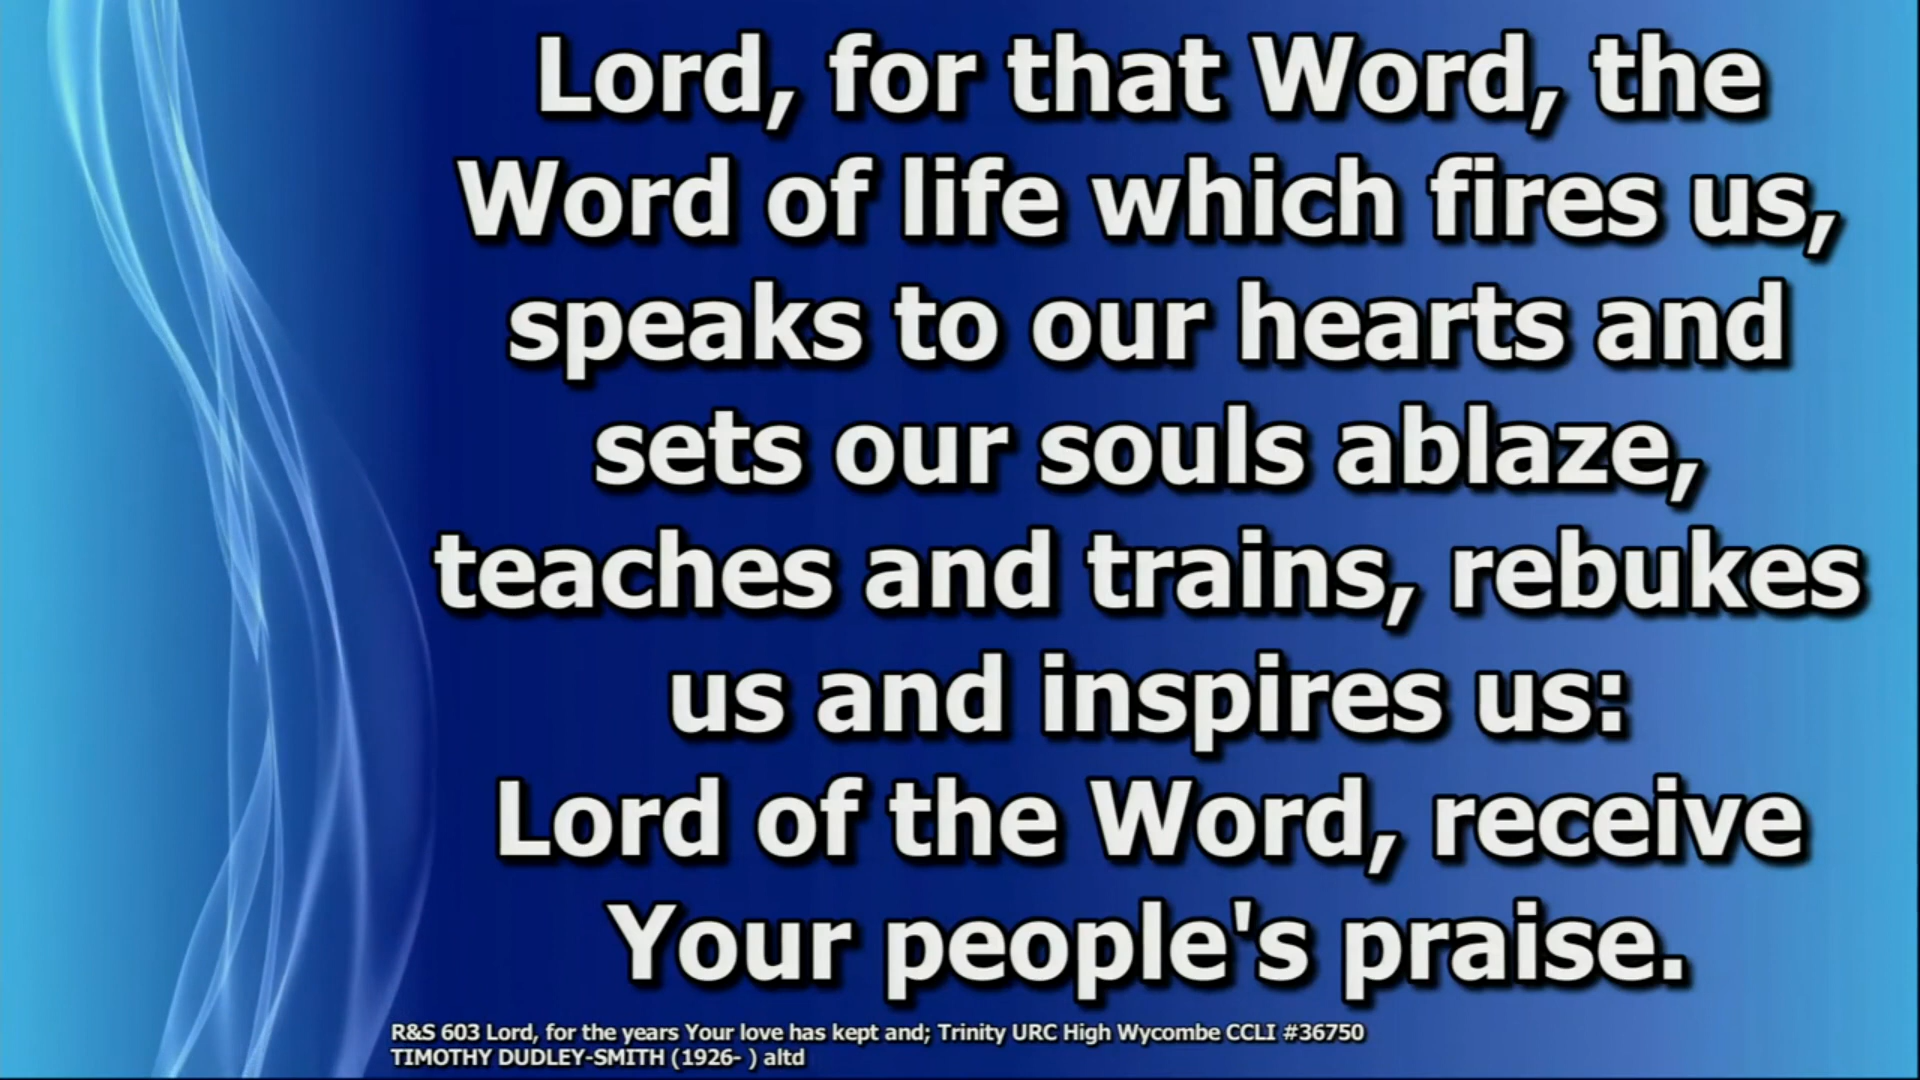 Lord, for that Word, the
Word of life which fires us,
speaks to our hearts and
sets our souls ablaze,
teaches and trains, rebukes
us and inspires us:
Lord of the Word, receive
Your people's praise.
R&S 603 Lord, for the years Your love has kept and; Trinity URC High Wycombe CCLI #36750
TIMOTHY DUDLEY-SMITH (1926- ) altd